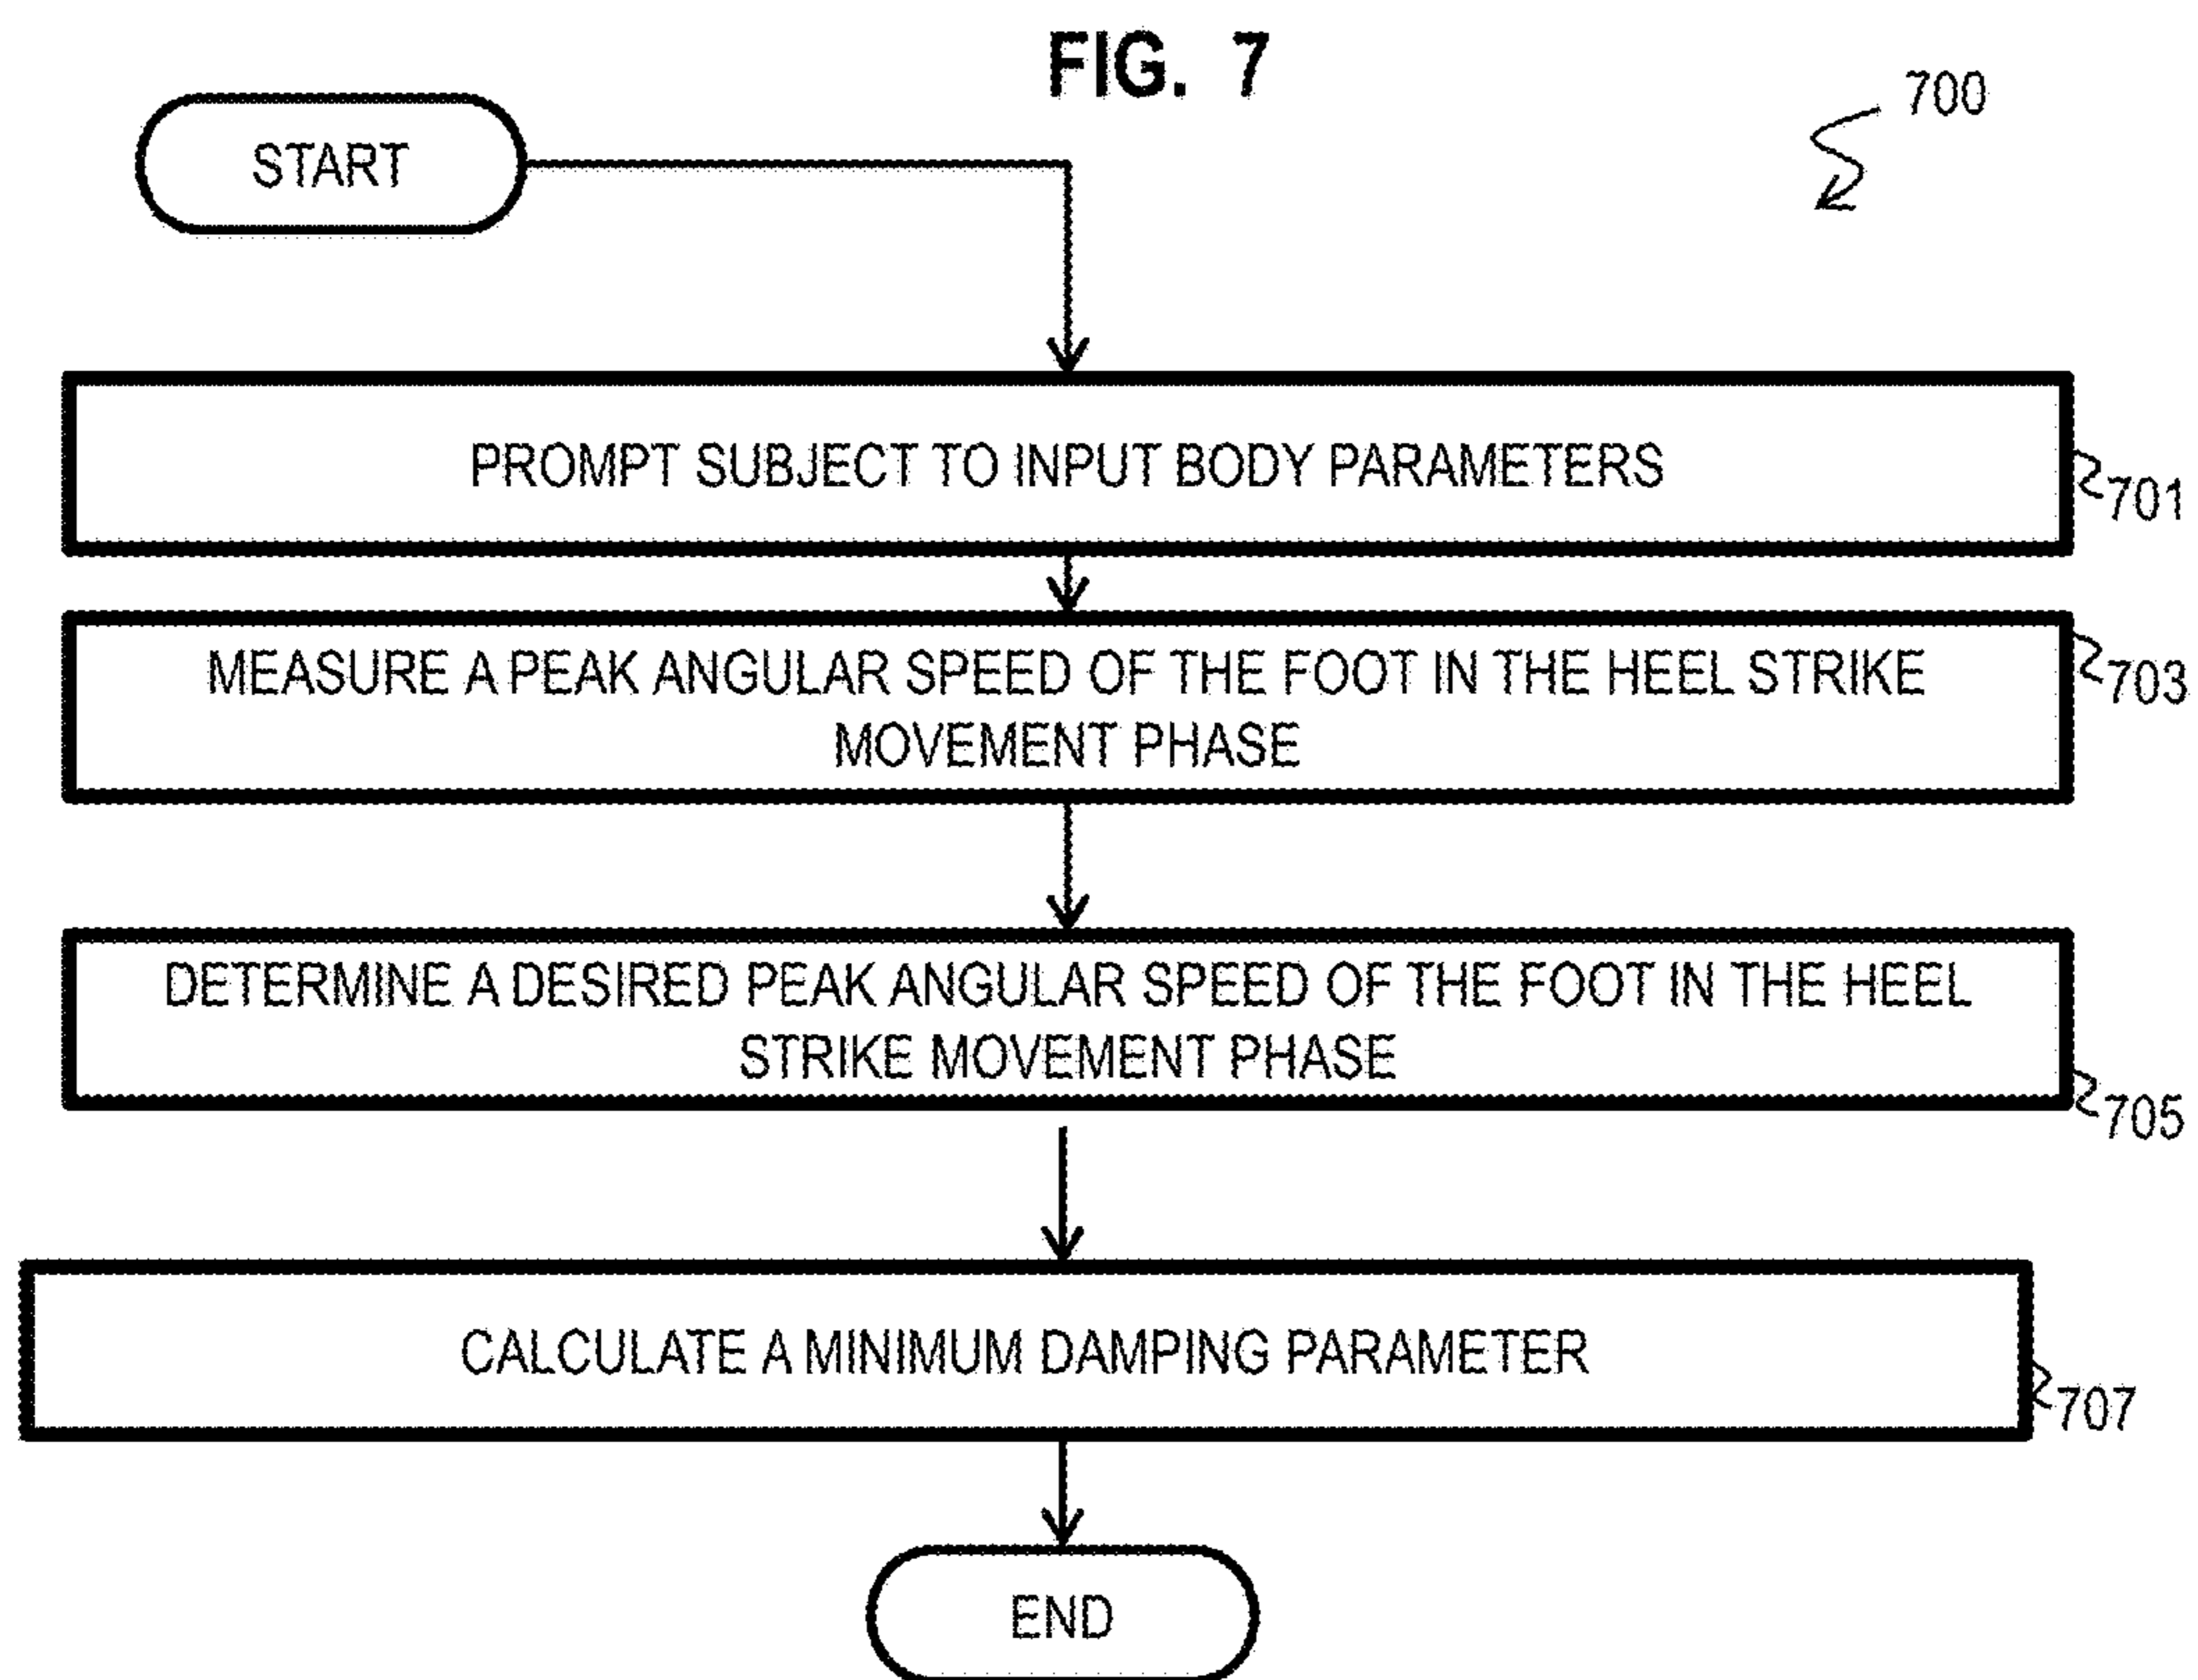 FIG. 7
700
START
PROMPT SUBJECT TO INPUT BODY PARAMETERS
701
MEASURE A PEAK ANGULAR SPEED OF THE FOOT IN THE HEEL STRIKE
MOVEMENT PHASE
703
DETERMINE A DESIRED PEAK ANGULAR SPEED OF THE FOOT IN THE HEEL
STRIKE MOVEMENT PHASE
705
CALCULATE A MINIMUM DAMPING PARAMETER
707
END